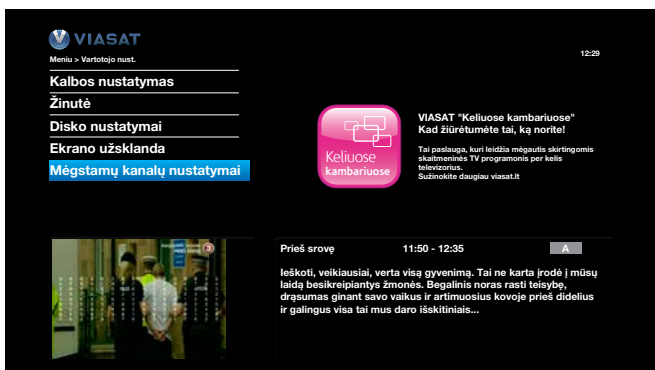 VIASAT
Meniu > Vartotojo nust.
12:29
Kalbos nustatymas
Žinutė
Disko nustatymai
Ekrano užsklanda
Mėgstamų kanalų nustatymai
Keliuose
kambariuose
VIASAT "Keliuose kambariuose"
Kad žiūrėtumėte tai, ką norite!
Tai paslauga, kuri leidžia mėgautis skirtingomis
skaitmeninės TV programonis per kelis
televizorius.
Sužinokite daugiau viasat.lt
3
Prieš srovę 11:50 - 12:35 A
Ieškoti, veikiausiai, verta visą gyvenimą. Tai ne karta įrodė į mūsų
laidą besikreipiantys žmonės. Begalinis noras rasti teisybę,
drąsumas ginant savo vaikus ir artimuosius kovoje prieš didelius
ir galingus visa tai mus daro išskitiniais...